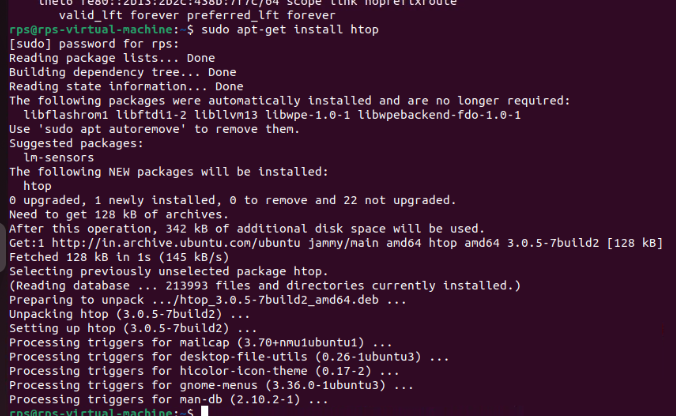 valid_lft forever preferred_lft forever
rps@rps-virtual-machine:~$ sudo apt-get install htop
[sudo] password for rps:
Reading package lists... Done
Building dependency tree... Done
Reading state information... Done
The following packages were automatically installed and are no longer required:
libflashrom1 libftdi1-2 libllvm13 libwpe-1.0-1 libwpebackend-fdo-1.0-1
Use 'sudo apt autoremove' to remove them.
Suggested packages:
lm-sensors
The following NEW packages will be installed:
htop
0 upgraded, 1 newly installed, 0 to remove and 22 not upgraded.
Need to get 128 kB of archives.
After this operation, 342 kB of additional disk space will be used.
Get:1 http://in.archive.ubuntu.com/ubuntu jammy/main amd64 htop amd64 3.0.5-7build2 [128 kB]
Fetched 128 kB in 1s (145 kB/s)
Selecting previously unselected package htop.
(Reading database ... 213993 files and directories currently installed.)
Preparing to unpack .../htop_3.0.5-7build2_amd64.deb ...
Unpacking htop (3.0.5-7build2) ...
Setting up htop (3.0.5-7build2) ...
Processing triggers for mailcap (3.70+nmu1ubuntu1) ...
Processing triggers for desktop-file-utils (0.26-1ubuntu3) ...
Processing triggers for hicolor-icon-theme (0.17-2) ...
Processing triggers for gnome-menus (3.36.0-1ubuntu3) ...
Processing triggers for man-db (2.10.2-1) ...
rps@rps-virtual-machine:~$